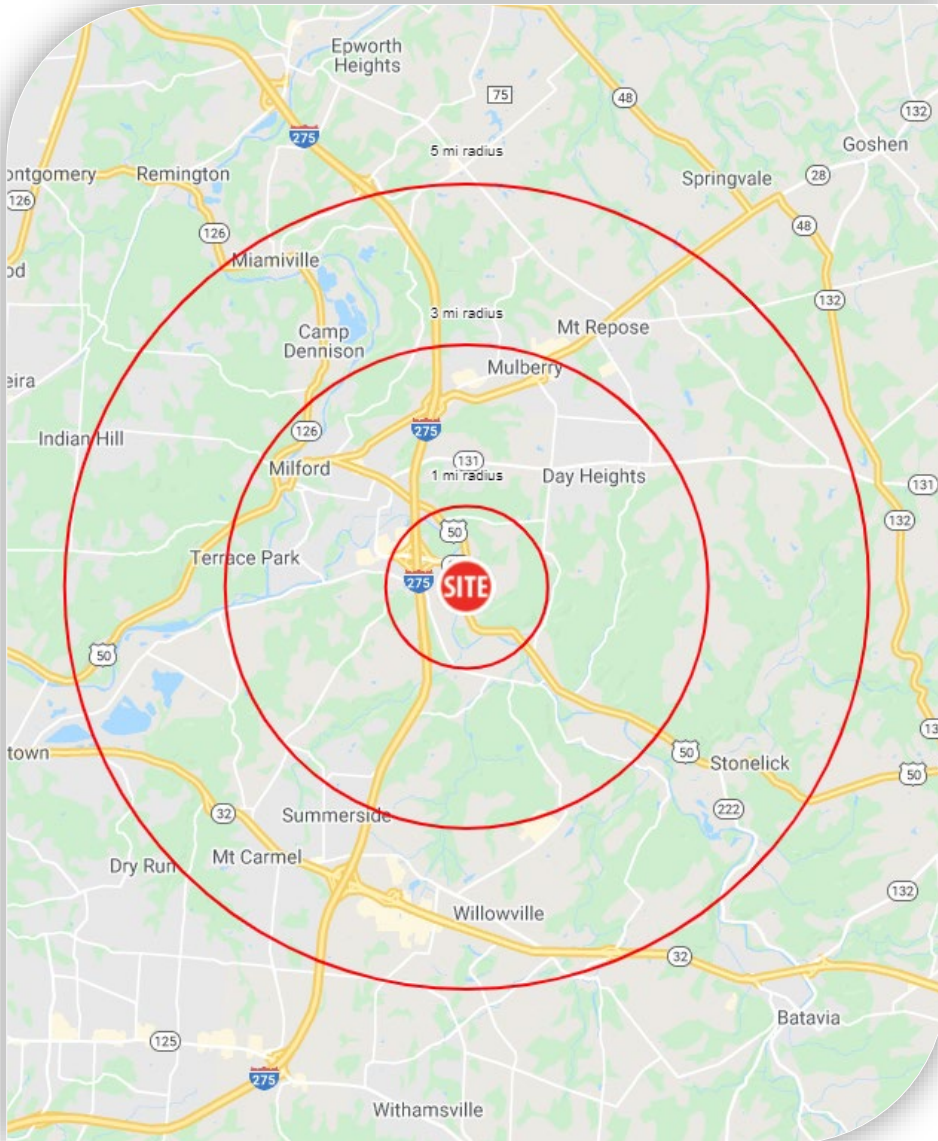 Epworth
Heights
75
48
132
275
Goshen
5 mi radius
ontgomery
Remington
Springvale
28
126
126
48
Miamiville
od
132
3 mi radius
Mt Repose
Camp
Dennison
Mulberry
eira
275
126
Indian Hill
Milford
131
1 mi radius
Day Heights
131
132
50
Terrace Park
275
SITE
50
town
50
Stonelick
50
32
222
Summerside
Mt Carmel
Dry Run
132
Willowville
32
Batavia
125
275
Withamsville